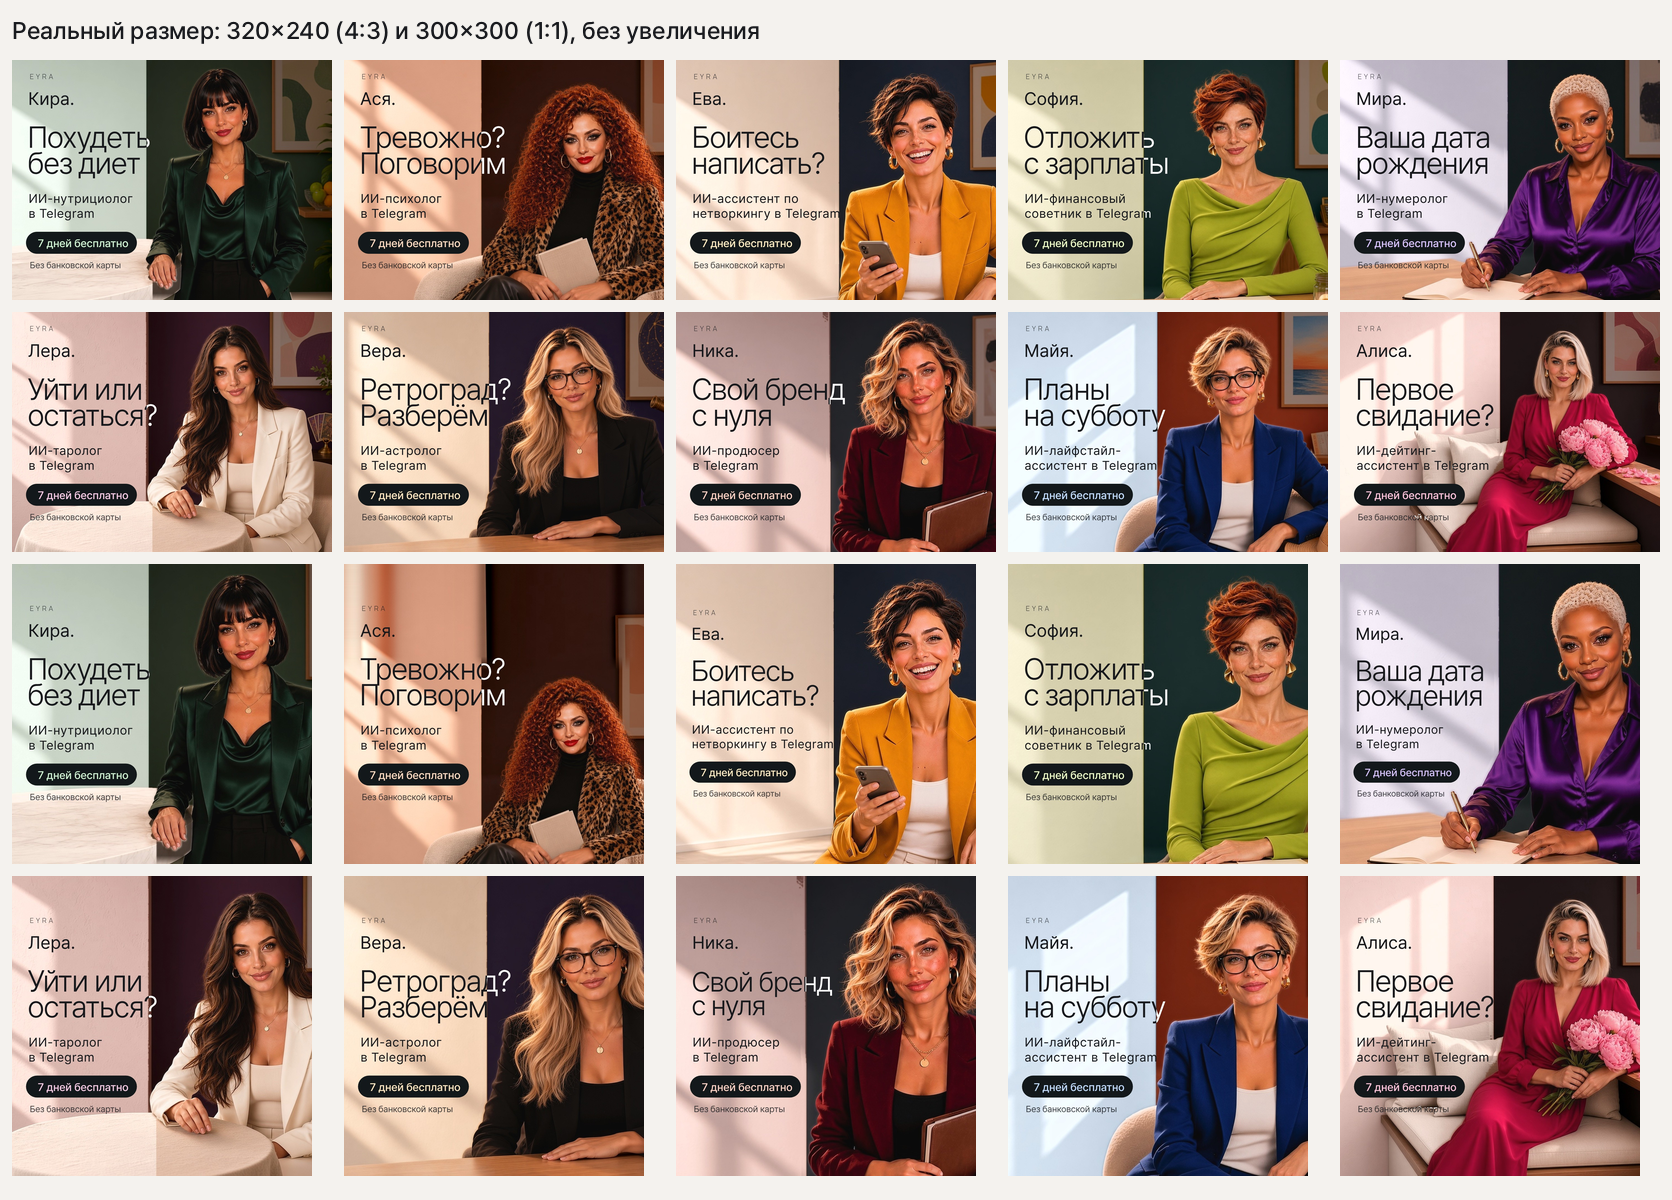 Реальный размер: 320×240 (4:3) и 300×300 (1:1), без увеличения
EYRA
Кира.
Похудеть
без диет
ИИ-нутрициолог
в Telegram
7 дней бесплатно
Без банковской карты
EYRA
Ася.
Тревожно?
Поговорим
ИИ-психолог
в Telegram
7 дней бесплатно
Без банковской карты
EYRA
Ева.
Боитесь
написать?
ИИ-ассистент по
нетворкингу в Telegram
7 дней бесплатно
Без банковской карты
EYRA
София.
Отложить
с зарплаты
ИИ-финансовый
советник в Telegram
7 дней бесплатно
Без банковской карты
EYRA
Мира.
Ваша дата
рождения
ИИ-нумеролог
в Telegram
7 дней бесплатно
Без банковской карты
EYRA
Лера.
Уйти или
остаться?
ИИ-таролог
в Telegram
7 дней бесплатно
Без банковской карты
EYRA
Вера.
Ретроград?
Разберём
ИИ-астролог
в Telegram
7 дней бесплатно
Без банковской карты
EYRA
Ника.
Свой бренд
с нуля
ИИ-продюсер
в Telegram
7 дней бесплатно
Без банковской карты
EYRA
Майя.
Планы
на субботу
ИИ-лайфстайл-
ассистент в Telegram
7 дней бесплатно
Без банковской карты
EYRA
Алиса.
Первое
свидание?
ИИ-дейтинг-
ассистент в Telegram
7 дней бесплатно
Без банковской карты
EYRA
Кира.
Похудеть
без диет
ИИ-нутрициолог
в Telegram
7 дней бесплатно
Без банковской карты
EYRA
Ася.
Тревожно?
Поговорим
ИИ-психолог
в Telegram
7 дней бесплатно
Без банковской карты
EYRA
Ева.
Боитесь
написать?
ИИ-ассистент по
нетворкингу в Telegram
7 дней бесплатно
Без банковской карты
EYRA
София.
Отложить
с зарплаты
ИИ-финансовый
советник в Telegram
7 дней бесплатно
Без банковской карты
EYRA
Мира.
Ваша дата
рождения
ИИ-нумеролог
в Telegram
7 дней бесплатно
Без банковской карты
EYRA
Лера.
Уйти или
остаться?
ИИ-таролог
в Telegram
7 дней бесплатно
Без банковской карты
EYRA
Вера.
Ретроград?
Разберём
ИИ-астролог
в Telegram
7 дней бесплатно
Без банковской карты
EYRA
Ника.
Свой бренд
с нуля
ИИ-продюсер
в Telegram
7 дней бесплатно
Без банковской карты
EYRA
Майя.
Планы
на субботу
ИИ-лайфстайл-
ассистент в Telegram
7 дней бесплатно
Без банковской карты
EYRA
Алиса.
Первое
свидание?
ИИ-дейтинг-
ассистент в Telegram
7 дней бесплатно
Без банковской карты